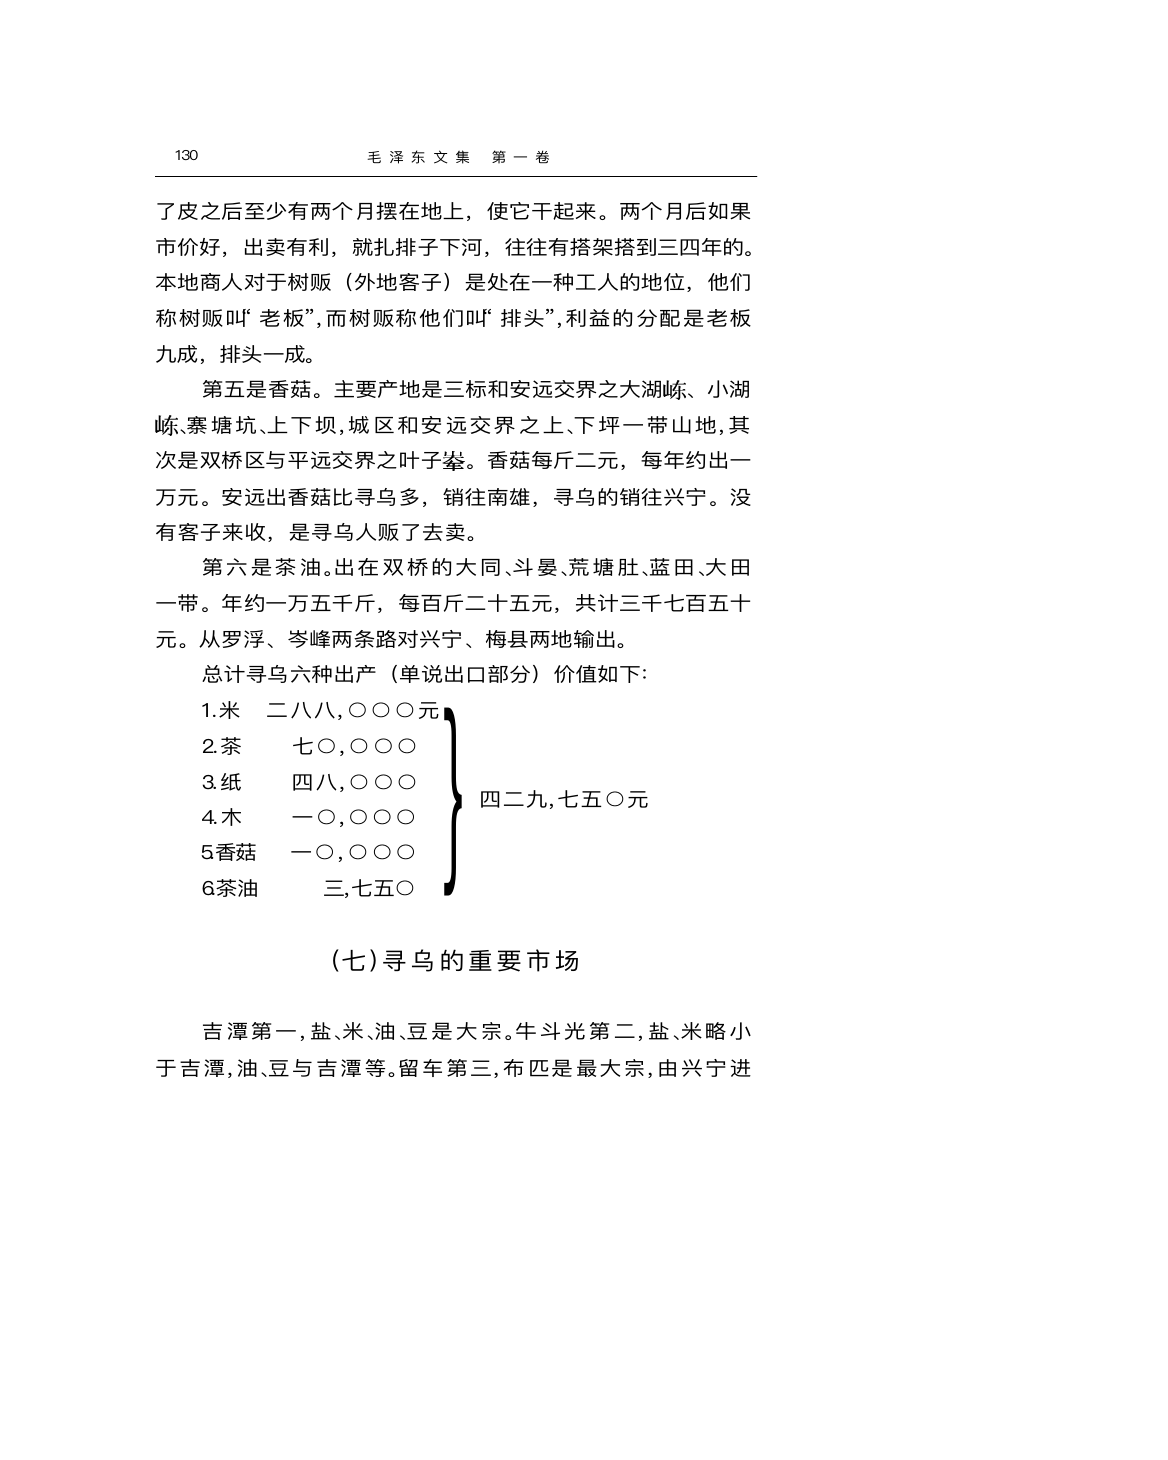 130
毛泽东文集 第一卷
了皮之后至少有两个月摆在地上，使它干起来。两个月后如果
市价好，出卖有利，就扎排子下河，往往有搭架搭到三四年的。
本地商人对于树贩（外地客子）是处在一种工人的地位，他们
称树贩叫“老板”，而树贩称他们叫“排头”，利益的分配是老板
九成，排头一成。
第五是香菇。主要产地是三标和安远交界之大湖岽、小湖
岽、寨塘坑、上下坝，城区和安远交界之上、下坪一带山地，其
次是双桥区与平远交界之叶子峚。香菇每斤二元，每年约出一
万元。安远出香菇比寻乌多，销往南雄，寻乌的销往兴宁。没
有客子来收，是寻乌人贩了去卖。
第六是茶油。出在双桥的大同、斗晏、荒塘肚、蓝田、大田
一带。年约一万五千斤，每百斤二十五元，共计三千七百五十
元。从罗浮、岑峰两条路对兴宁、梅县两地输出。
总计寻乌六种出产（单说出口部分）价值如下：
1.米 二八八，〇〇〇元
2.茶 七〇，〇〇〇
3.纸 四八，〇〇〇
4.木 一〇，〇〇〇
5.香菇 一〇，〇〇〇
6.茶油 三，七五〇
四二九，七五〇元
（七）寻乌的重要市场
吉潭第一，盐、米、油、豆是大宗。牛斗光第二，盐、米略小
于吉潭，油、豆与吉潭等。留车第三，布匹是最大宗，由兴宁进